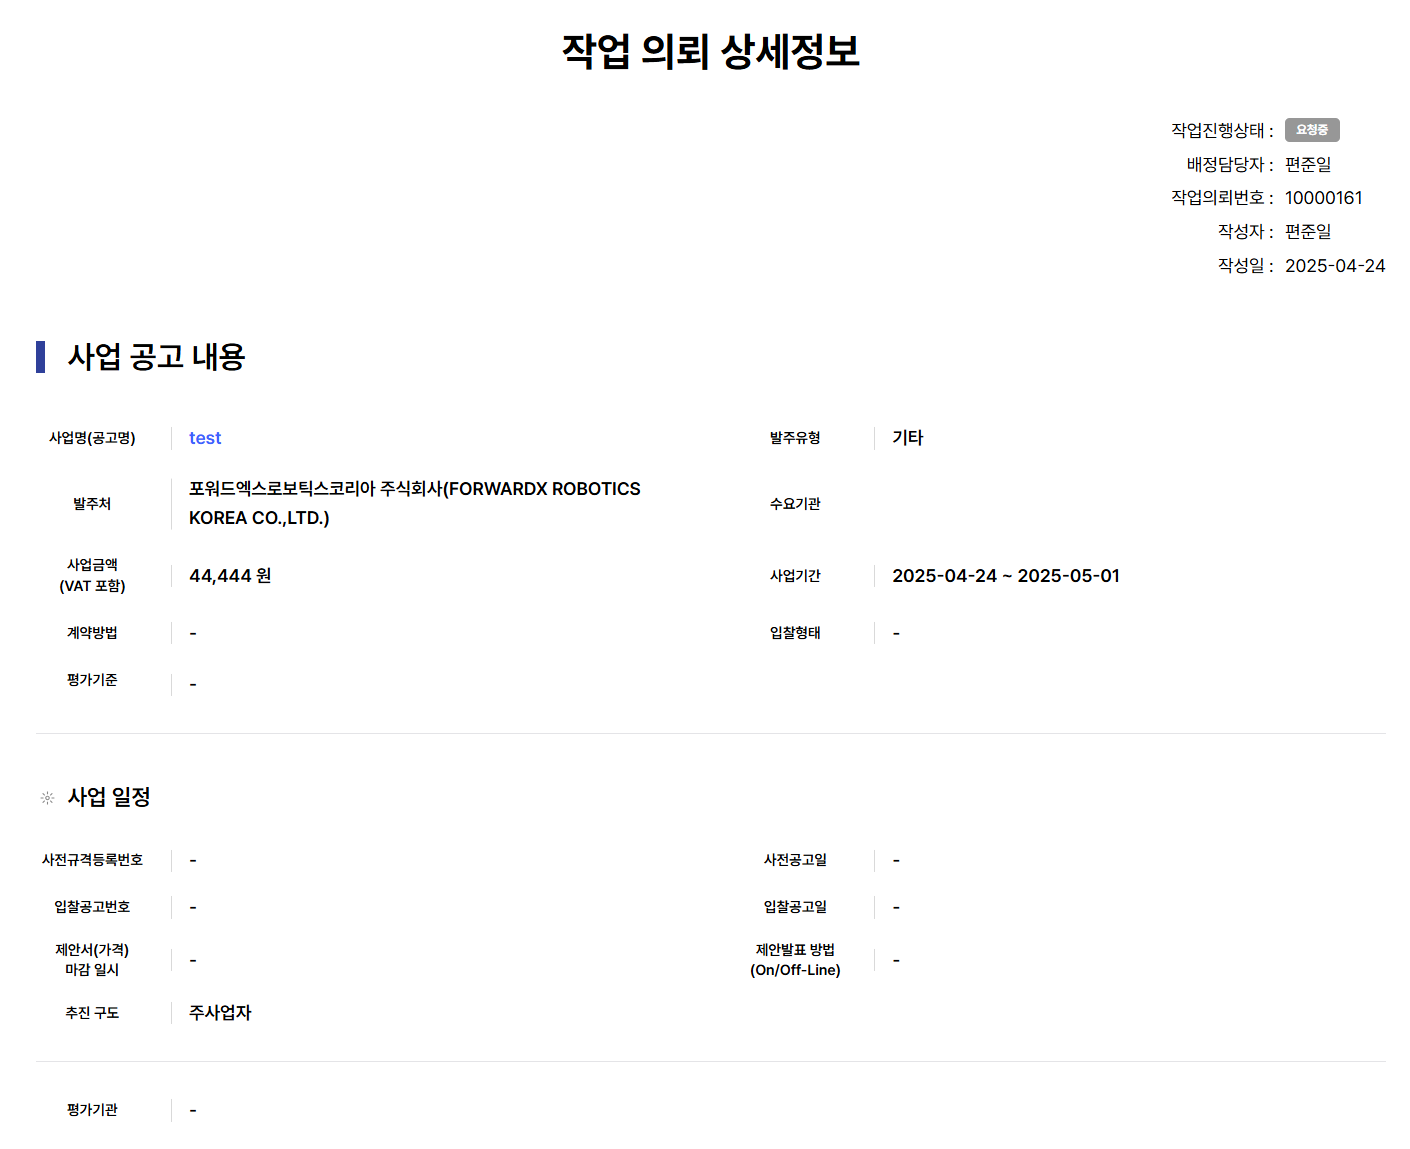 작업 의뢰 상세정보
작업진행상태 : 요청중
배정담당자 : 편준일
작업의뢰번호 : 10000161
작성자 : 편준일
작성일 : 2025-04-24
사업 공고 내용
사업명(공고명) test 발주유형 기타
발주처 포워드엑스로보틱스코리아 주식회사(FORWARDX ROBOTICS
KOREA CO.,LTD.)
수요기관
사업금액
(VAT 포함)
44,444 원
사업기간 2025-04-24 ~ 2025-05-01
계약방법 - 입찰형태 -
평가기준 -
사업 일정
사전규격등록번호 - 사전공고일 -
입찰공고번호 - 입찰공고일 -
제안서(가격)
마감 일시
-
제안발표 방법
(On/Off-Line)
-
추진 구도 주사업자
평가기관 -